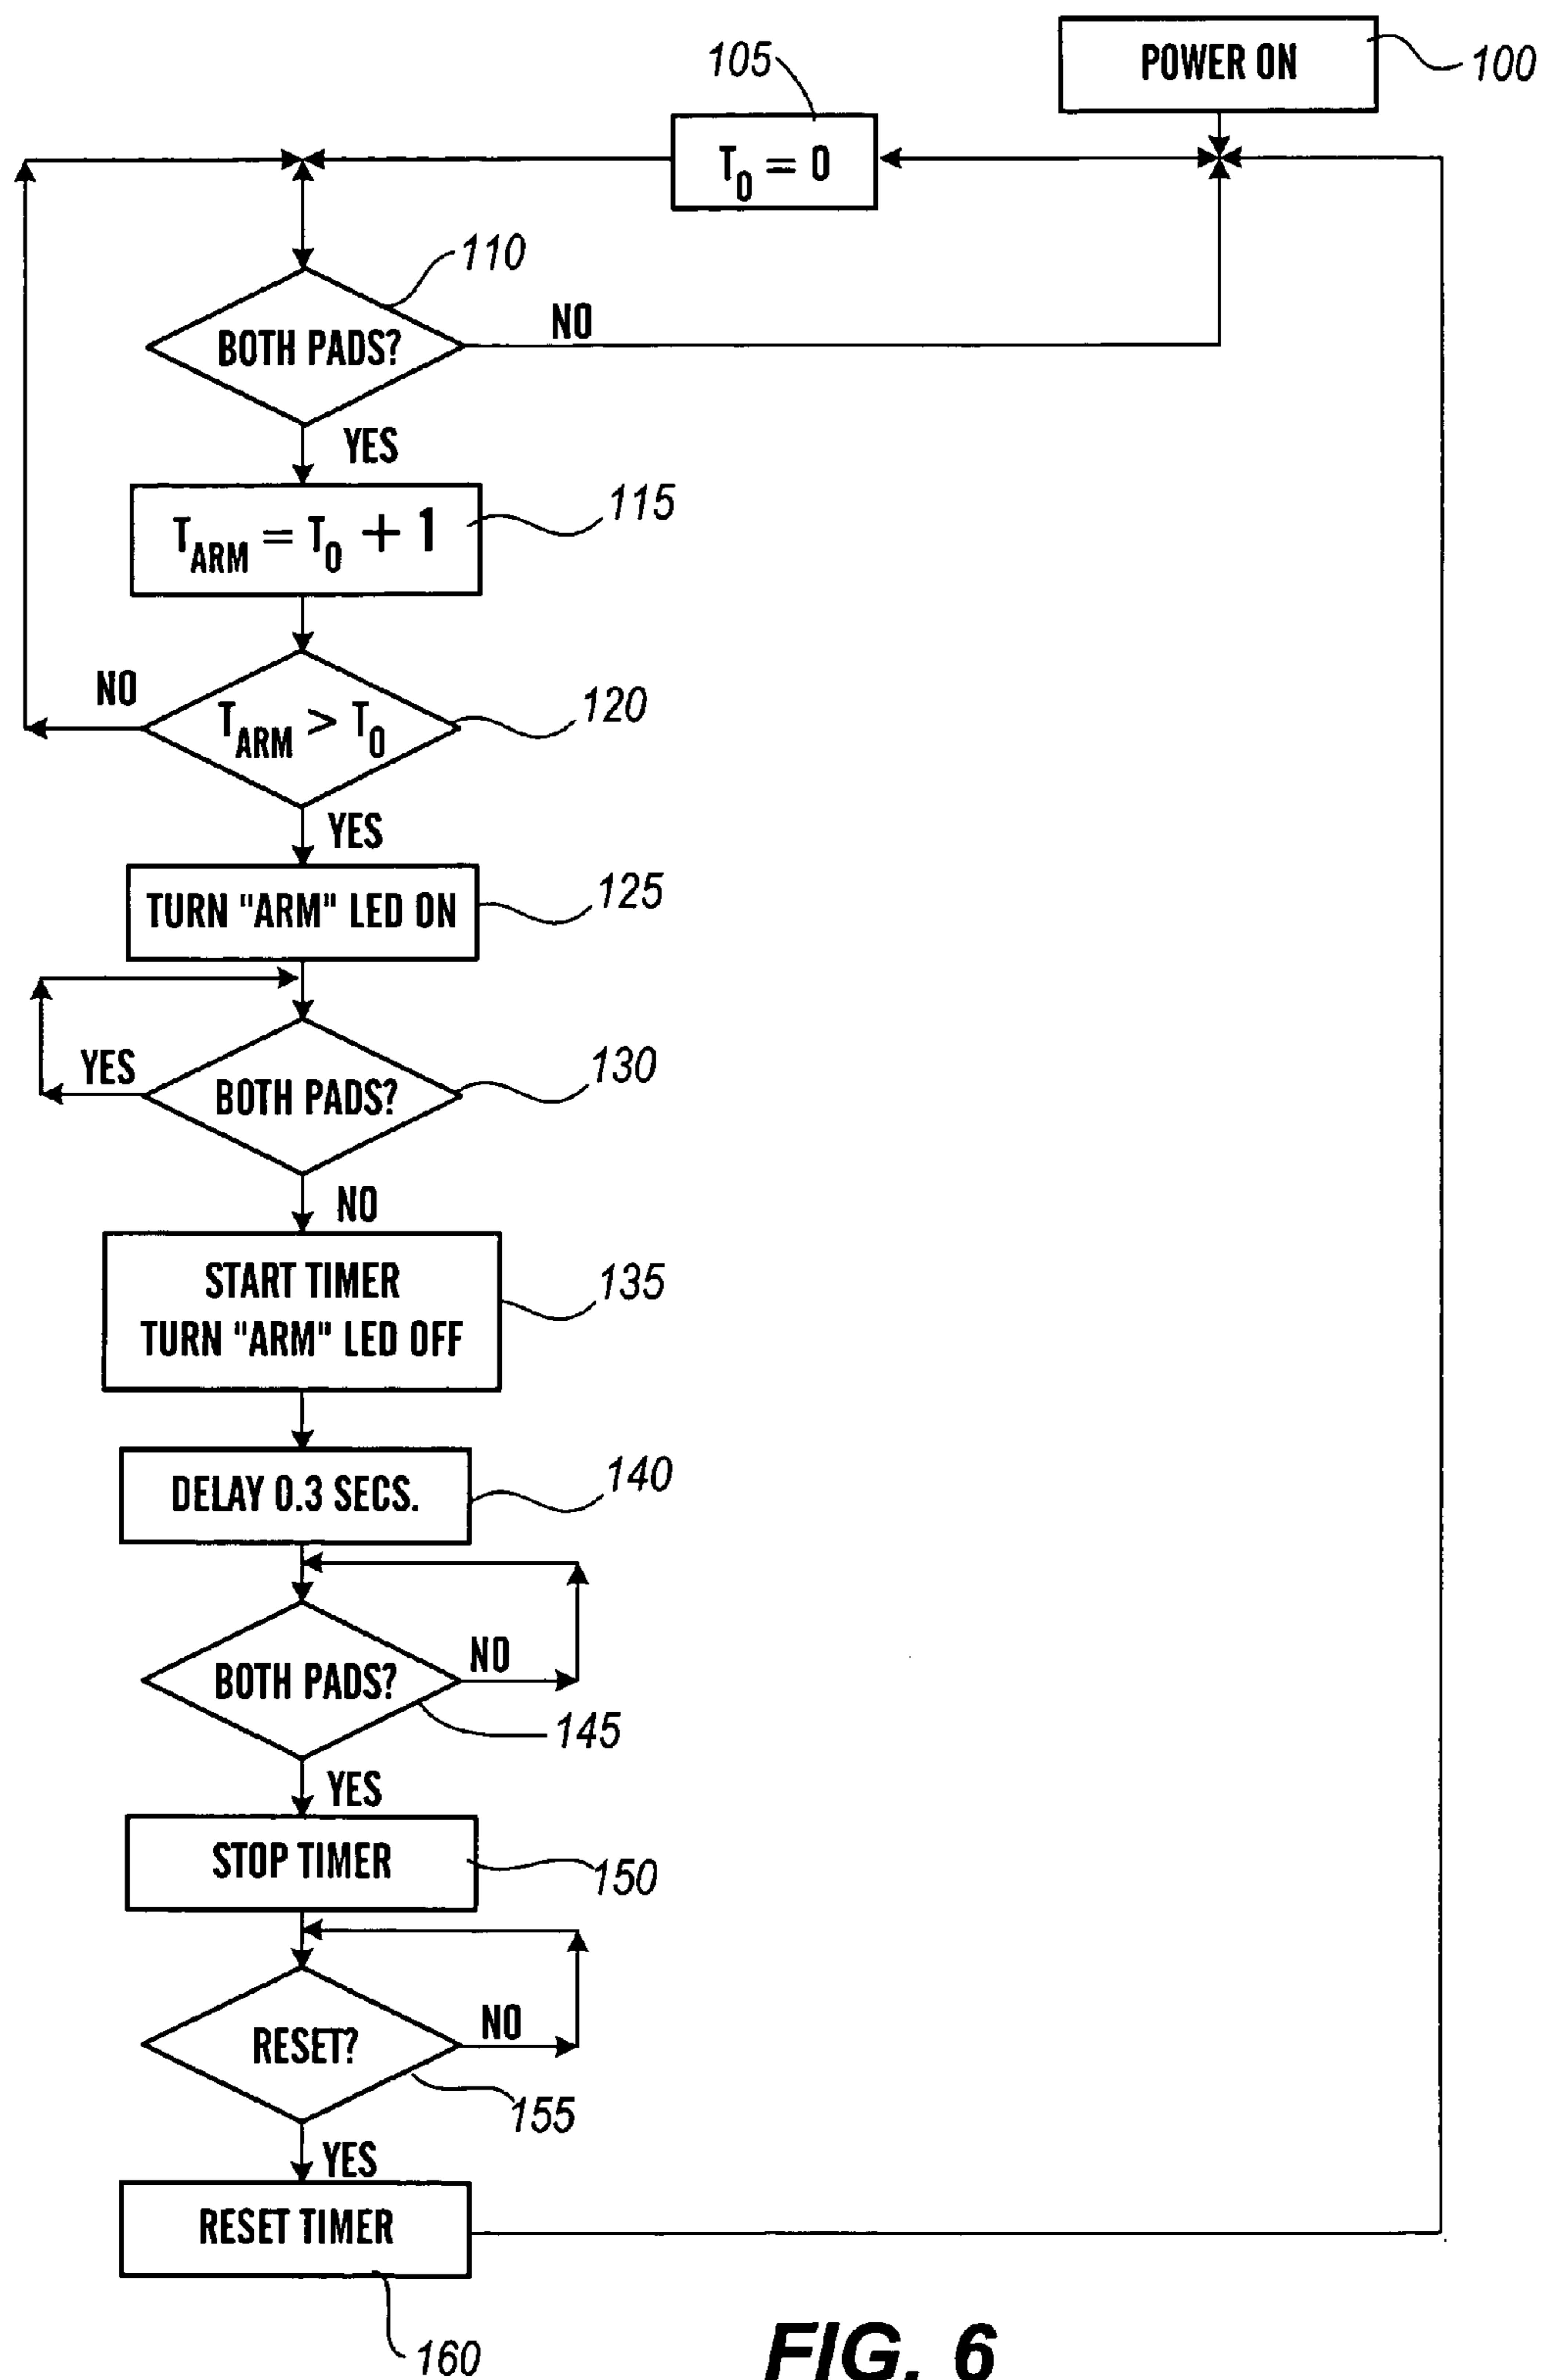 POWER ON
100
105
T0 = 0
110
BOTH PADS?
NO
YES
115
TARM = T0 + 1
NO
120
TARM > T0
YES
125
TURN "ARM" LED ON
YES
130
BOTH PADS?
NO
135
START TIMER
TURN "ARM" LED OFF
140
DELAY 0.3 SECS.
NO
BOTH PADS?
145
YES
STOP TIMER
150
NO
RESET?
155
YES
RESET TIMER
160
FIG. 6